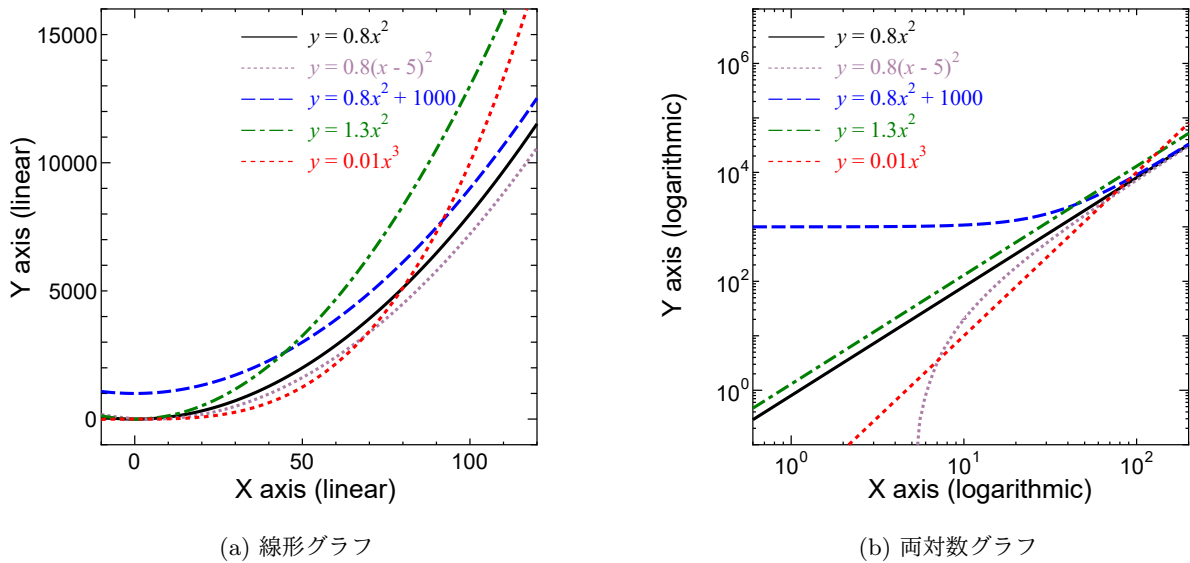 15000
10000
5000
0
0
50
100
Y axis (linear)
X axis (linear)
y = 0.8x²
y = 0.8(x - 5)²
y = 0.8x² + 1000
y = 1.3x²
y = 0.01x³
(a) 線形グラフ
10⁶
10⁴
10²
10⁰
10⁰
10¹
10²
Y axis (logarithmic)
X axis (logarithmic)
y = 0.8x²
y = 0.8(x - 5)²
y = 0.8x² + 1000
y = 1.3x²
y = 0.01x³
(b) 両対数グラフ